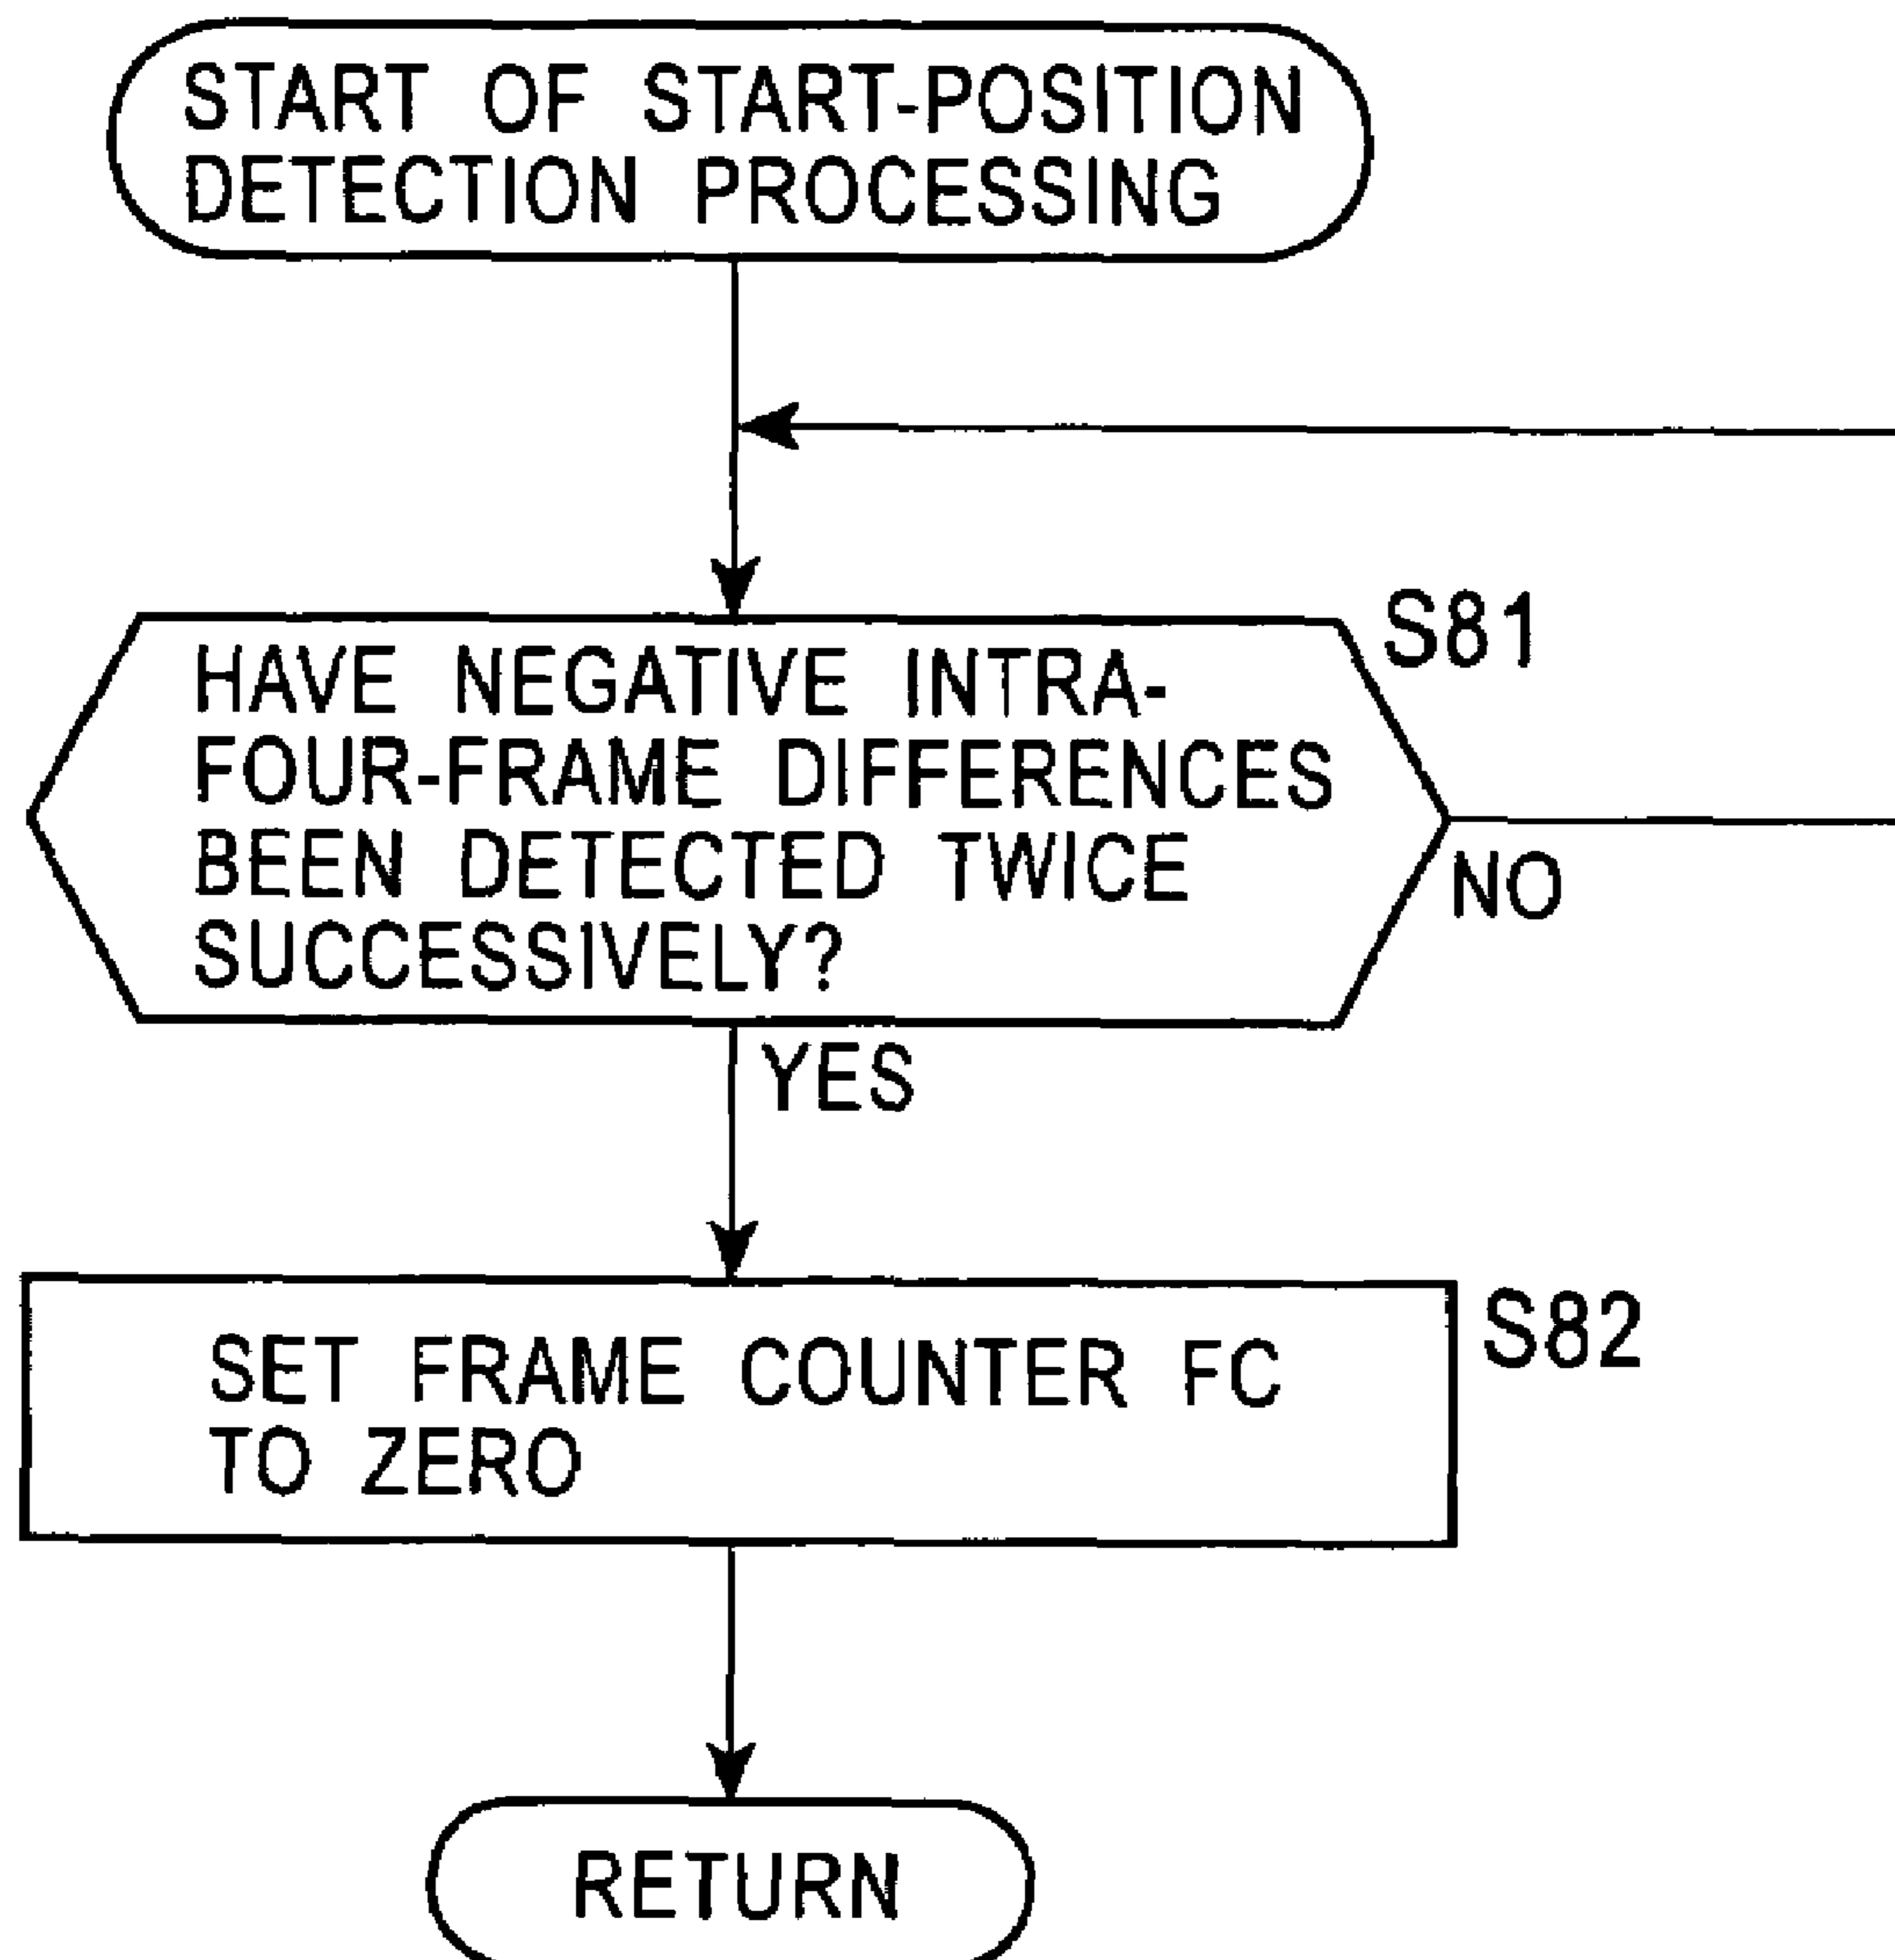 START OF START-POSITION
DETECTION PROCESSING
S81
HAVE NEGATIVE INTRA-
FOUR-FRAME DIFFERENCES
BEEN DETECTED TWICE
SUCCESSIVELY?
NO
YES
S82
SET FRAME COUNTER FC
TO ZERO
RETURN